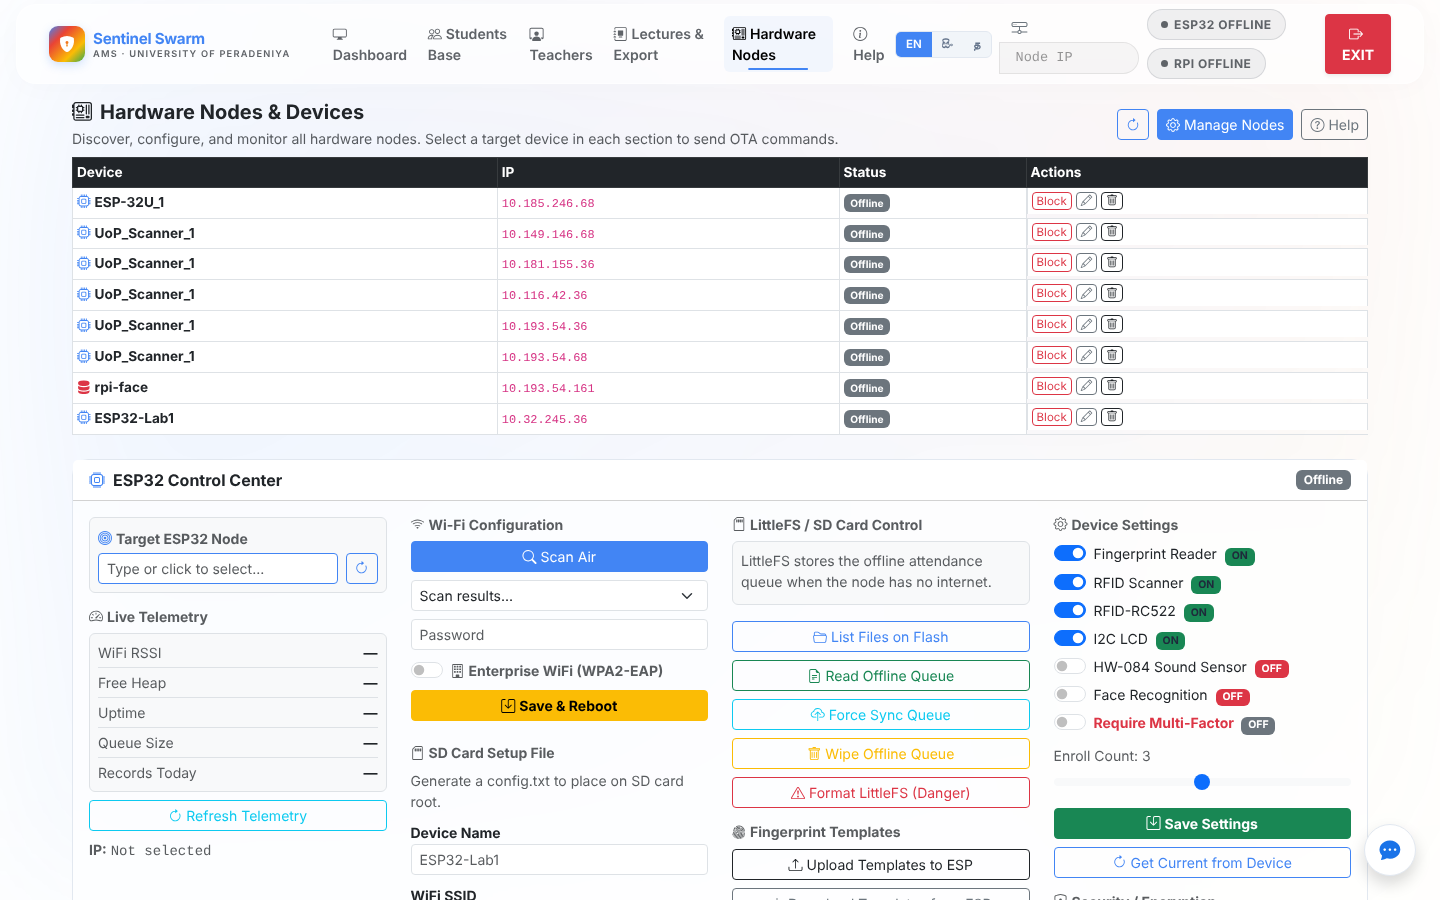 Sentinel Swarm
AMS · UNIVERSITY OF PERADENIYA
Dashboard
Students Base
Teachers
Lectures & Export
Hardware Nodes
Help
EN
සිං
த
Node IP
ESP32 OFFLINE
RPI OFFLINE
EXIT
Hardware Nodes & Devices
Discover, configure, and monitor all hardware nodes. Select a target device in each section to send OTA commands.
Manage Nodes
Help
Device IP Status Actions
ESP-32U_1 10.185.246.68 Offline Block
UoP_Scanner_1 10.149.146.68 Offline Block
UoP_Scanner_1 10.181.155.36 Offline Block
UoP_Scanner_1 10.116.42.36 Offline Block
UoP_Scanner_1 10.193.54.36 Offline Block
UoP_Scanner_1 10.193.54.68 Offline Block
rpi-face 10.193.54.161 Offline Block
ESP32-Lab1 10.32.245.36 Offline Block
ESP32 Control Center
Offline
Target ESP32 Node
Type or click to select...
Live Telemetry
WiFi RSSI —
Free Heap —
Uptime —
Queue Size —
Records Today —
Refresh Telemetry
IP: Not selected
Wi-Fi Configuration
Scan Air
Scan results...
Password
Enterprise WiFi (WPA2-EAP)
Save & Reboot
SD Card Setup File
Generate a config.txt to place on SD card
root.
Device Name
ESP32-Lab1
WiFi SSID
LittleFS / SD Card Control
LittleFS stores the offline attendance
queue when the node has no internet.
List Files on Flash
Read Offline Queue
Force Sync Queue
Wipe Offline Queue
Format LittleFS (Danger)
Fingerprint Templates
Upload Templates to ESP
Device Settings
Fingerprint Reader ON
RFID Scanner ON
RFID-RC522 ON
I2C LCD ON
HW-084 Sound Sensor OFF
Face Recognition OFF
Require Multi-Factor OFF
Enroll Count: 3
Save Settings
Get Current from Device